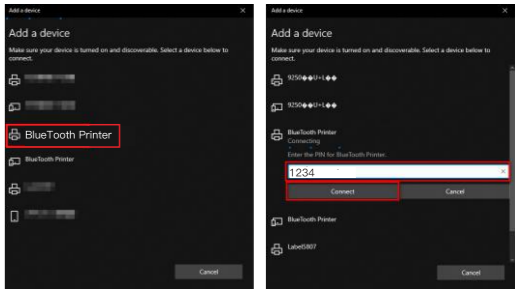 Add a device
Add a device
Make sure your device is turned on and discoverable. Select a device below to
connect.
BlueTooth Printer
BlueTooth Printer
Cancel
Add a device
Add a device
Make sure your device is turned on and discoverable. Select a device below to
connect.
9250��U+L��
9250��U+L��
BlueTooth Printer
Connecting
Enter the PIN for BlueTooth Printer.
1234
Connect
Cancel
BlueTooth Printer
Label5807
Cancel